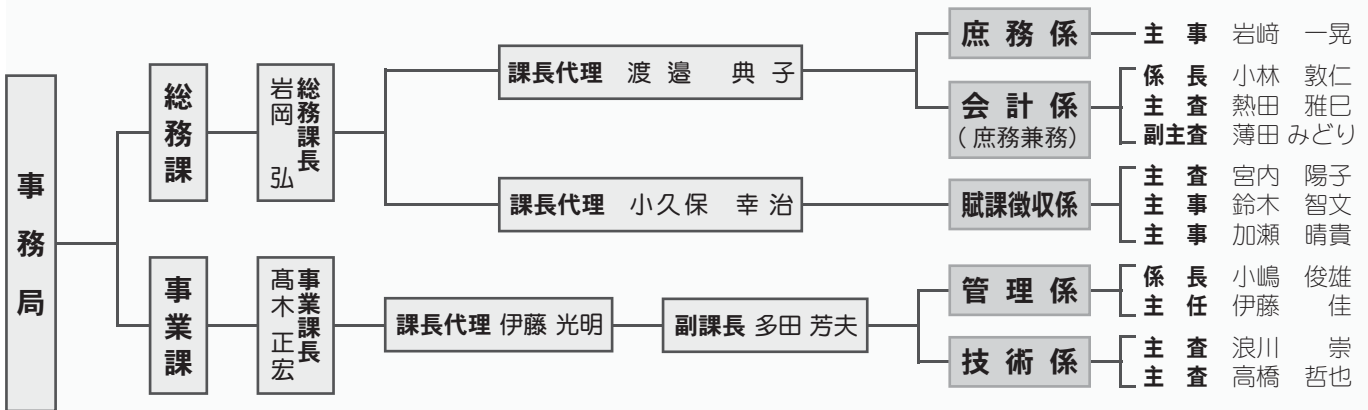 事務局
総務課
総務課長
岩岡 弘
課長代理 渡邉 典子
庶務係
主事 岩﨑 一晃
会計係
(庶務兼務)
係長 小林 敦仁
主査 熱田 雅巳
副主査 薄田 みどり
課長代理 小久保 幸治
賦課徴収係
主査 宮内 陽子
主事 鈴木 智文
主事 加瀬 晴貴
事業課
事業課長
髙木 正宏
課長代理 伊藤 光明
副課長 多田 芳夫
管理係
係長 小嶋 俊雄
主任 伊藤 佳
技術係
主査 浪川 崇
主査 高橋 哲也